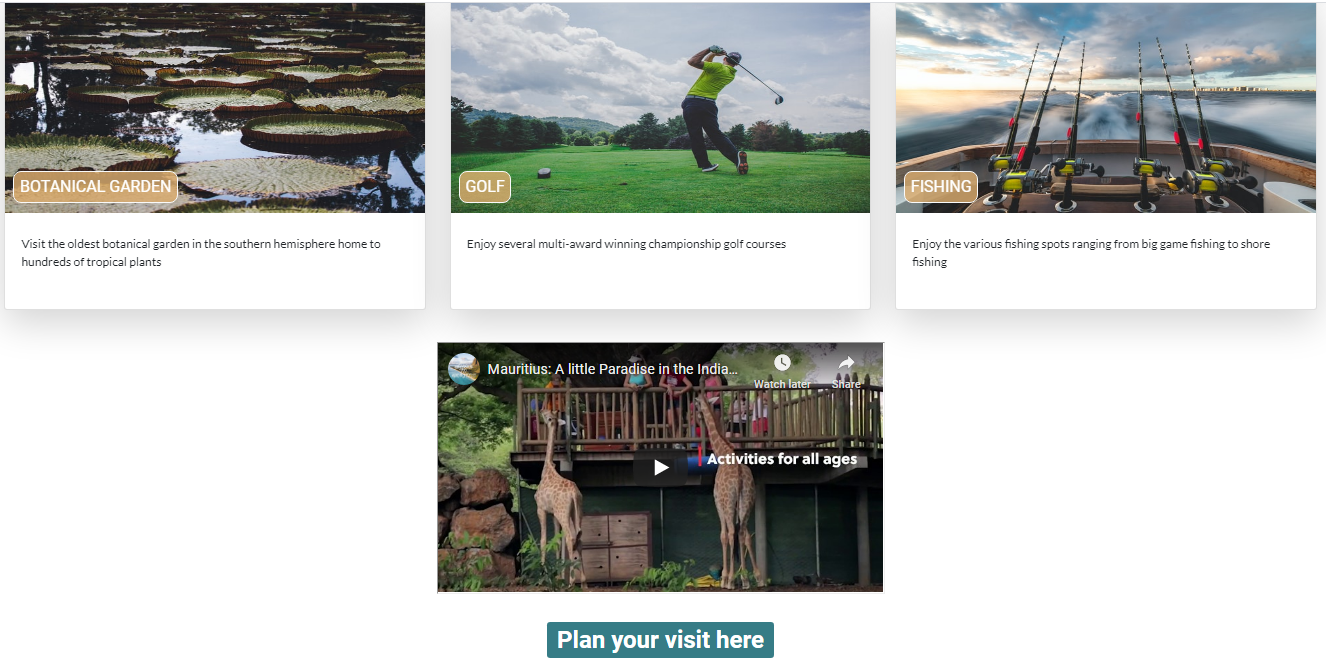 BOTANICAL GARDEN
Visit the oldest botanical garden in the southern hemisphere home to
hundreds of tropical plants
GOLF
Enjoy several multi-award winning championship golf courses
FISHING
Enjoy the various fishing spots ranging from big game fishing to shore
fishing
Mauritius: A little Paradise in the India...
Watch later
Share
Activities for all ages
Plan your visit here